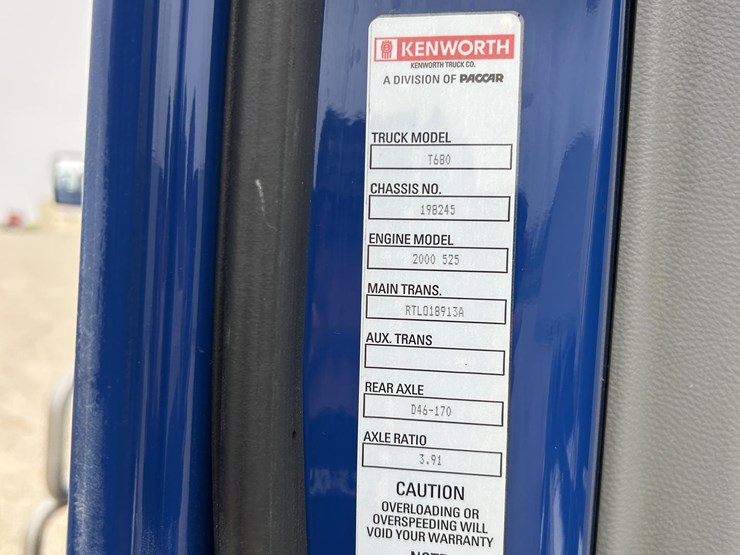 KENWORTH
KENWORTH TRUCK CO.
A DIVISION OF PACCAR
TRUCK MODEL
T680
CHASSIS NO.
198245
ENGINE MODEL
2000 525
MAIN TRANS.
RTLO18913A
AUX. TRANS
REAR AXLE
D46-170
AXLE RATIO
3.91
CAUTION
OVERLOADING OR
OVERSPEEDING WILL
VOID YOUR WARRANTY